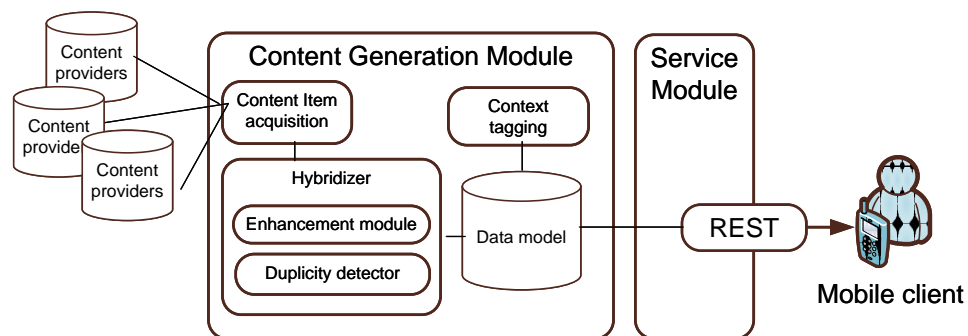 Content
providers
Content
provide
Content
providers
Content Generation Module
Content Item
acquisition
Context
tagging
Hybridizer
Enhancement module
Duplicity detector
Data model
Service
Module
REST
Mobile client